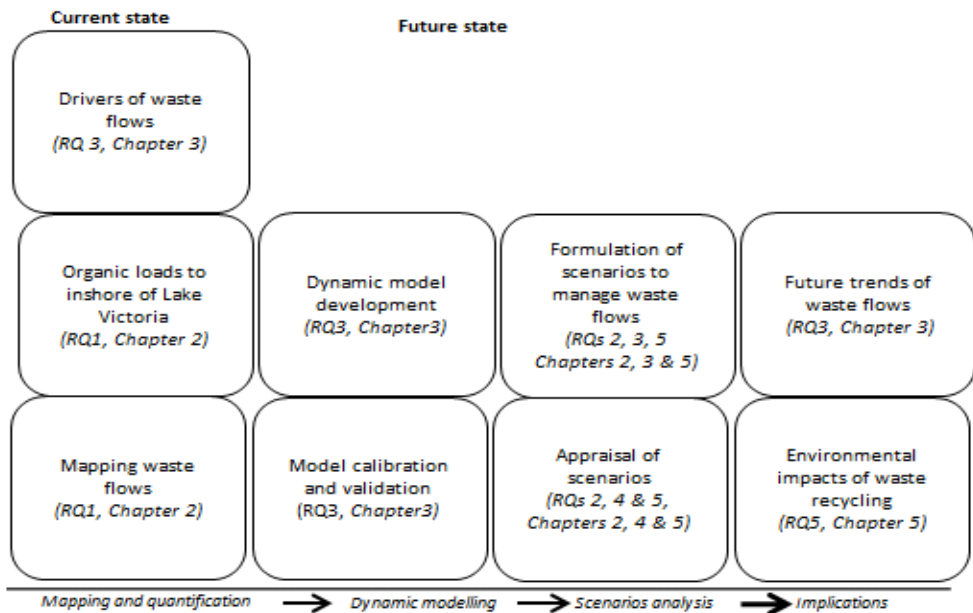 Current state
Future state
Drivers of waste
flows
(RQ 3, Chapter 3)
Organic loads to
inshore of Lake
Victoria
(RQ1, Chapter 2)
Dynamic model
development
(RQ3, Chapter3)
Formulation of
scenarios to
manage waste
flows
(RQs 2, 3, 5
Chapters 2, 3 & 5)
Future trends of
waste flows
(RQ3, Chapter 3)
Mapping waste
flows
(RQ1, Chapter 2)
Model calibration
and validation
(RQ3, Chapter3)
Appraisal of
scenarios
(RQs 2, 4 & 5,
Chapters 2, 4 & 5)
Environmental
impacts of waste
recycling
(RQ5, Chapter 5)
Mapping and quantification
Dynamic modelling
Scenarios analysis
Implications